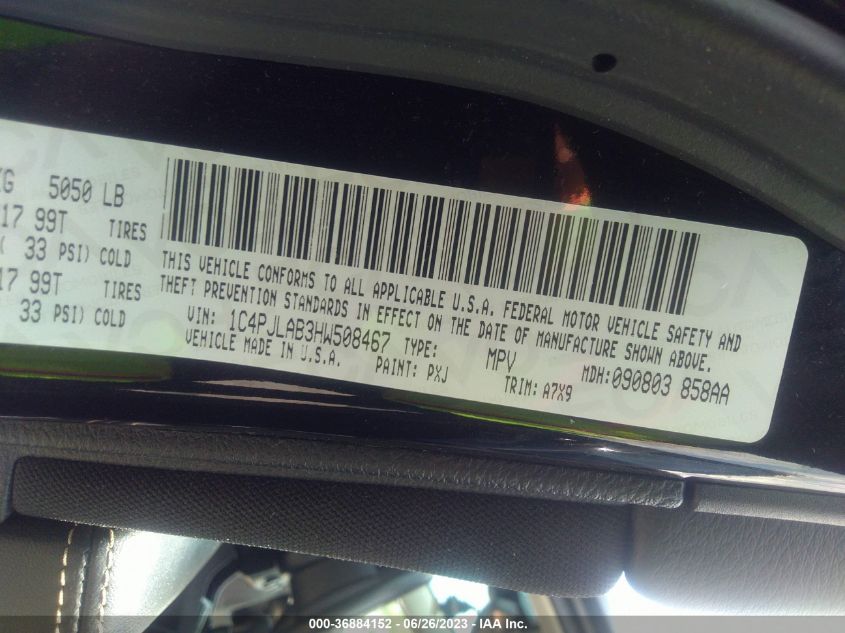 KG 5050 LB
17 99T TIRES
( 33 PSI) COLD
17 99T TIRES
33 PSI) COLD
THIS VEHICLE CONFORMS TO ALL APPLICABLE U.S.A. FEDERAL MOTOR VEHICLE SAFETY AND
THEFT PREVENTION STANDARDS IN EFFECT ON THE DATE OF MANUFACTURE SHOWN ABOVE.
VIN: 1C4PJLAB3HW508467 TYPE: MPV MDH:090803 858AA
VEHICLE MADE IN U.S.A. PAINT: PXJ TRIM: A7X9
000-36884152 - 06/26/2023 - IAA Inc.